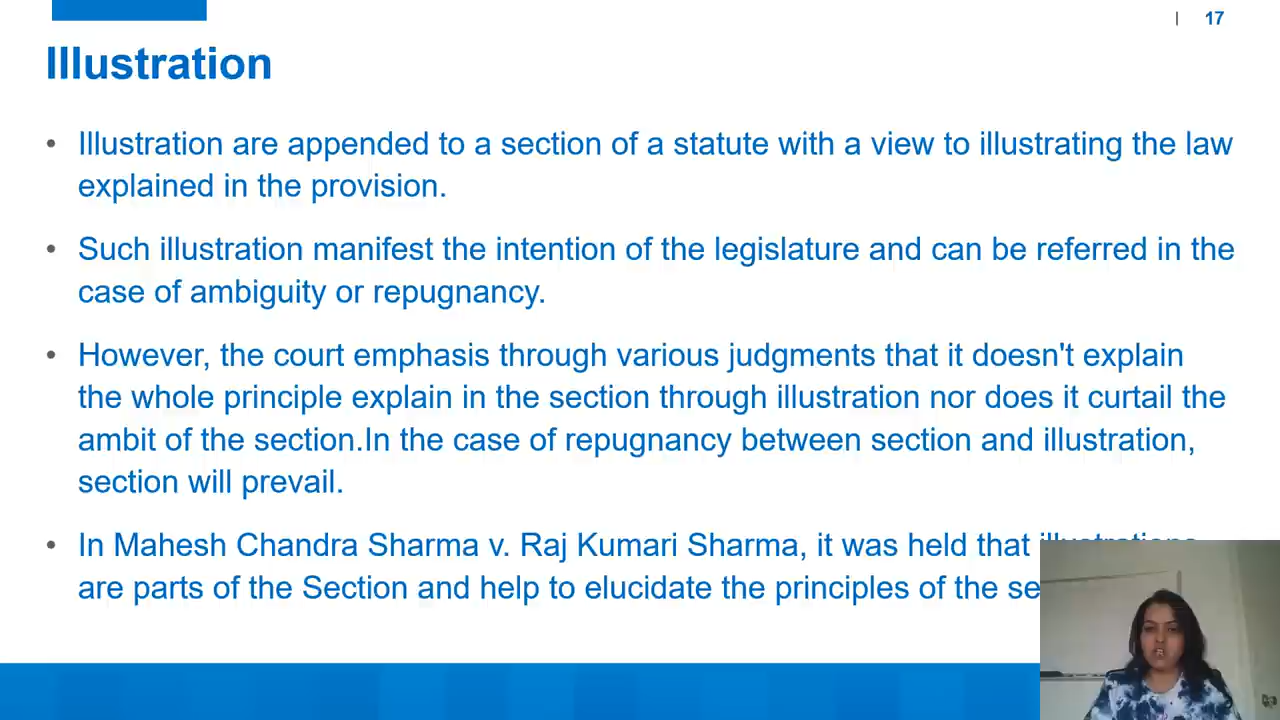 | 17
Illustration
• Illustration are appended to a section of a statute with a view to illustrating the law
explained in the provision.
• Such illustration manifest the intention of the legislature and can be referred in the
case of ambiguity or repugnancy.
• However, the court emphasis through various judgments that it doesn't explain
the whole principle explain in the section through illustration nor does it curtail the
ambit of the section.In the case of repugnancy between section and illustration,
section will prevail.
• In Mahesh Chandra Sharma v. Raj Kumari Sharma, it was held that illustrations
are parts of the Section and help to elucidate the principles of the se